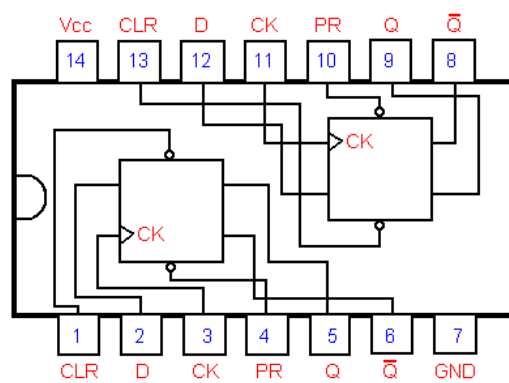 Vcc CLR D CK PR Q Q̅
14 13 12 11 10 9 8
CK
CK
1 2 3 4 5 6 7
CLR D CK PR Q Q̅ GND